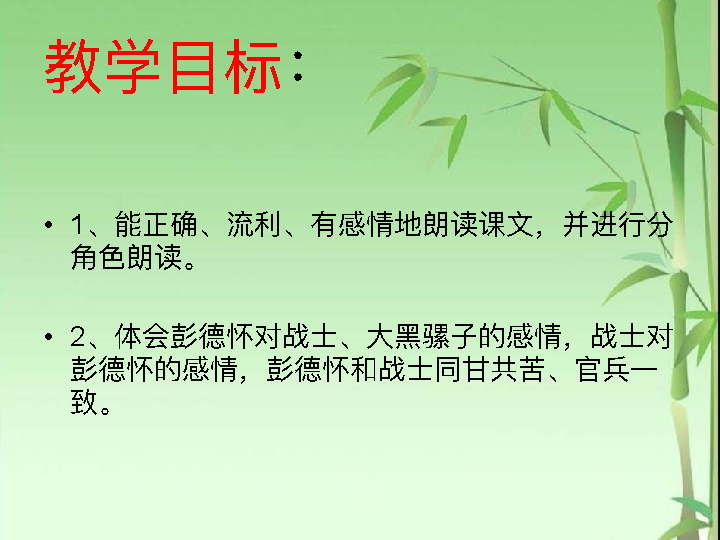 教学目标：
• 1、能正确、流利、有感情地朗读课文，并进行分
角色朗读。
• 2、体会彭德怀对战士、大黑骡子的感情，战士对
彭德怀的感情，彭德怀和战士同甘共苦、官兵一
致。